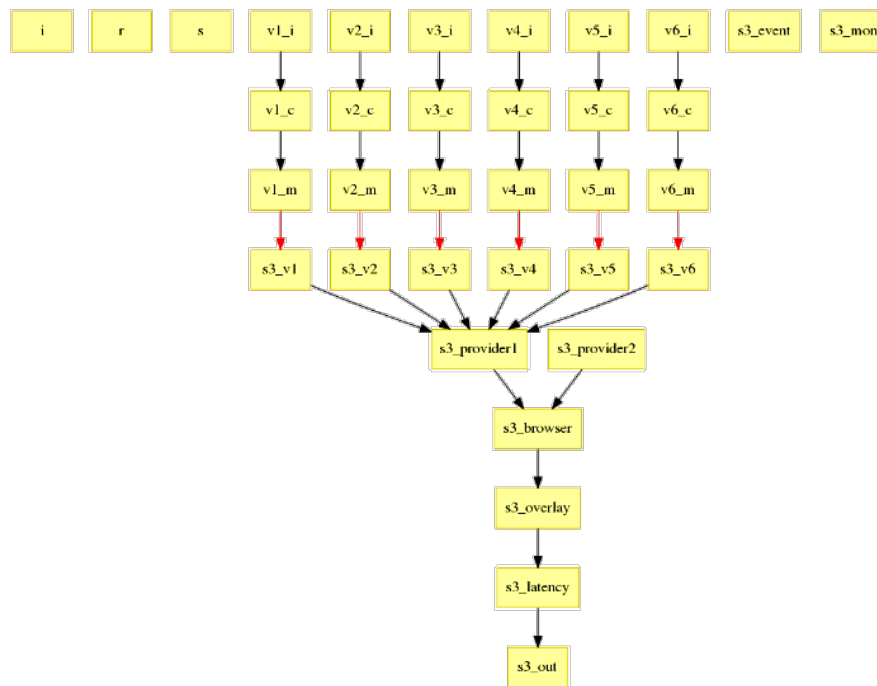 i r s v1_i v2_i v3_i v4_i v5_i v6_i s3_event s3_mon
v1_c v2_c v3_c v4_c v5_c v6_c
v1_m v2_m v3_m v4_m v5_m v6_m
s3_v1 s3_v2 s3_v3 s3_v4 s3_v5 s3_v6
s3_provider1 s3_provider2
s3_browser
s3_overlay
s3_latency
s3_out